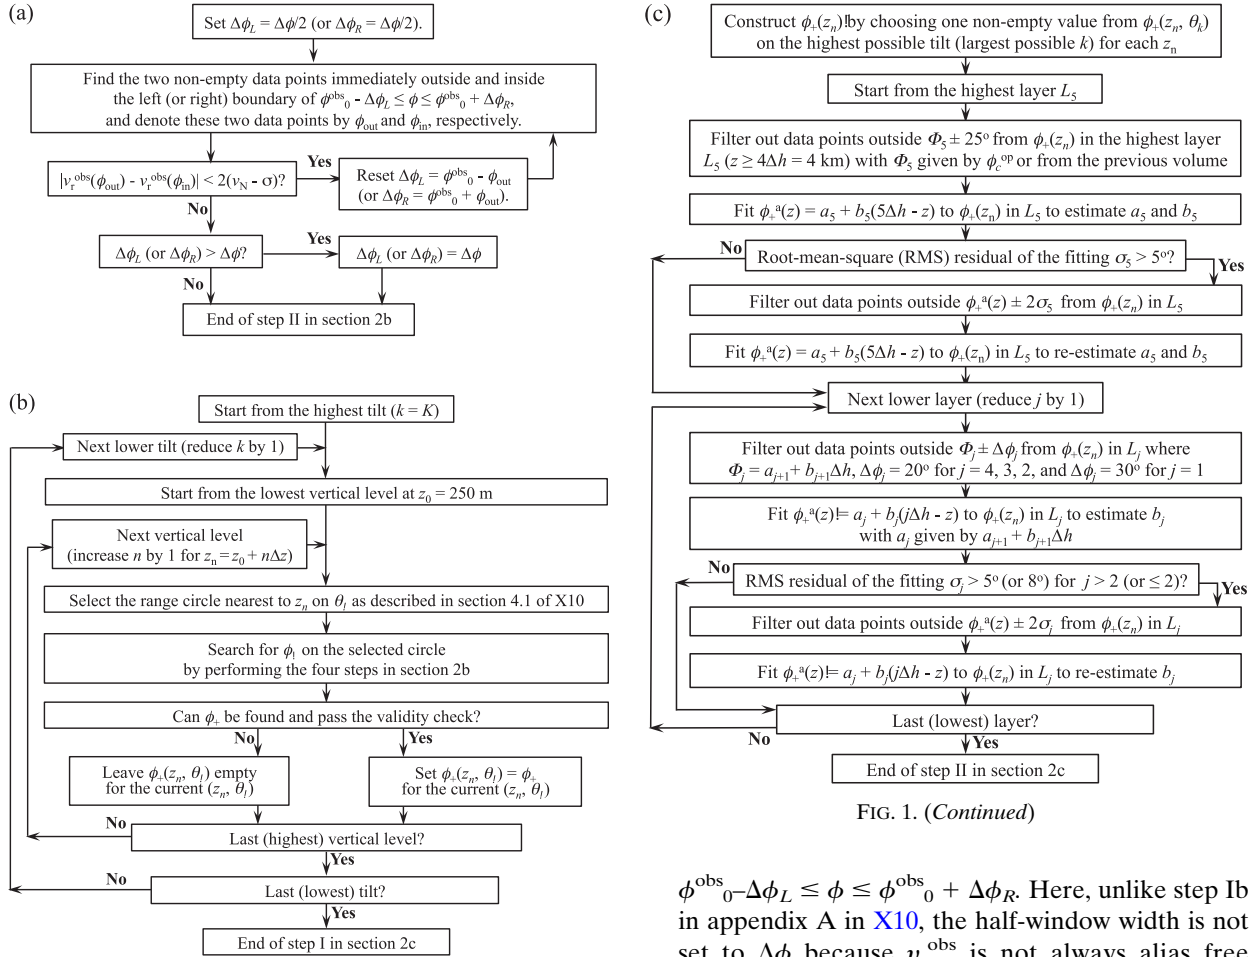 (a)
Set Δϕ_L = Δϕ/2 (or Δϕ_R = Δϕ/2).
Find the two non-empty data points immediately outside and inside
the left (or right) boundary of ϕ^obs_0 - Δϕ_L ≤ ϕ ≤ ϕ^obs_0 + Δϕ_R,
and denote these two data points by ϕ_out and ϕ_in, respectively.
|v_r^obs(ϕ_out) - v_r^obs(ϕ_in)| < 2(v_N - σ)?
Yes
Reset Δϕ_L = ϕ^obs_0 - ϕ_out
(or Δϕ_R = ϕ^obs_0 + ϕ_out).
No
Δϕ_L (or Δϕ_R) > Δϕ?
Yes
Δϕ_L (or Δϕ_R) = Δϕ
No
End of step II in section 2b
(b)
Start from the highest tilt (k = K)
Next lower tilt (reduce k by 1)
Start from the lowest vertical level at z_0 = 250 m
Next vertical level
(increase n by 1 for z_n = z_0 + nΔz)
Select the range circle nearest to z_n on θ_l as described in section 4.1 of X10
Search for ϕ_l on the selected circle
by performing the four steps in section 2b
Can ϕ_+ be found and pass the validity check?
No
Yes
Leave ϕ_+(z_n, θ_l) empty
for the current (z_n, θ_l)
Set ϕ_+(z_n, θ_l) = ϕ_+
for the current (z_n, θ_l)
No
Last (highest) vertical level?
Yes
No
Last (lowest) tilt?
Yes
End of step I in section 2c
(c)
Construct ϕ_+(z_n)!by choosing one non-empty value from ϕ_+(z_n, θ_k)
on the highest possible tilt (largest possible k) for each z_n
Start from the highest layer L_5
Filter out data points outside Φ_5 ± 25° from ϕ_+(z_n) in the highest layer
L_5 (z ≥ 4Δh = 4 km) with Φ_5 given by ϕ_c^op or from the previous volume
Fit ϕ_+^a(z) = a_5 + b_5(5Δh - z) to ϕ_+(z_n) in L_5 to estimate a_5 and b_5
No
Root-mean-square (RMS) residual of the fitting σ_5 > 5°?
Yes
Filter out data points outside ϕ_+^a(z) ± 2σ_5 from ϕ_+(z_n) in L_5
Fit ϕ_+^a(z) = a_5 + b_5(5Δh - z) to ϕ_+(z_n) in L_5 to re-estimate a_5 and b_5
Next lower layer (reduce j by 1)
Filter out data points outside Φ_j ± Δϕ_j from ϕ_+(z_n) in L_j where
Φ_j = a_j+1 + b_j+1Δh, Δϕ_j = 20° for j = 4, 3, 2, and Δϕ_j = 30° for j = 1
Fit ϕ_+^a(z)!= a_j + b_j(jΔh - z) to ϕ_+(z_n) in L_j to estimate b_j
with a_j given by a_j+1 + b_j+1Δh
No
RMS residual of the fitting σ_j > 5° (or 8°) for j > 2 (or ≤ 2)?
Yes
Filter out data points outside ϕ_+^a(z) ± 2σ_j from ϕ_+(z_n) in L_j
Fit ϕ_+^a(z)!= a_j + b_j(jΔh - z) to ϕ_+(z_n) in L_j to re-estimate b_j
Last (lowest) layer?
No
Yes
End of step II in section 2c
FIG. 1. (Continued)
ϕ^obs_0–Δϕ_L ≤ ϕ ≤ ϕ^obs_0 + Δϕ_R. Here, unlike step Ib
in appendix A in X10, the half-window width is not
set to Δϕ because v_r^obs is not always alias free